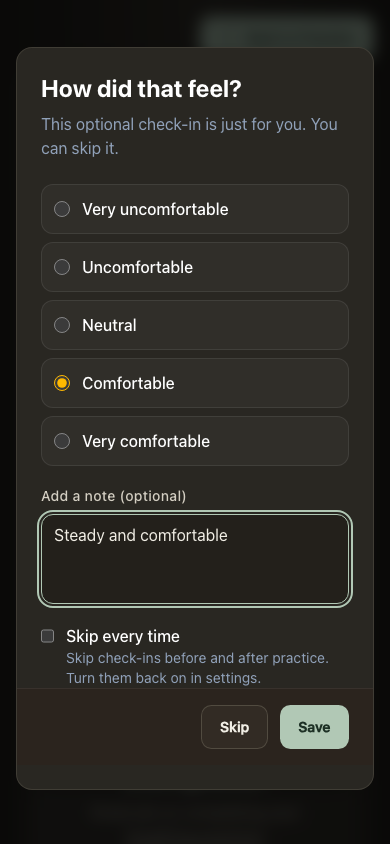 How did that feel?
This optional check-in is just for you. You
can skip it.
Very uncomfortable
Uncomfortable
Neutral
Comfortable
Very comfortable
Add a note (optional)
Steady and comfortable
Skip every time
Skip check-ins before and after practice.
Turn them back on in settings.
Skip
Save